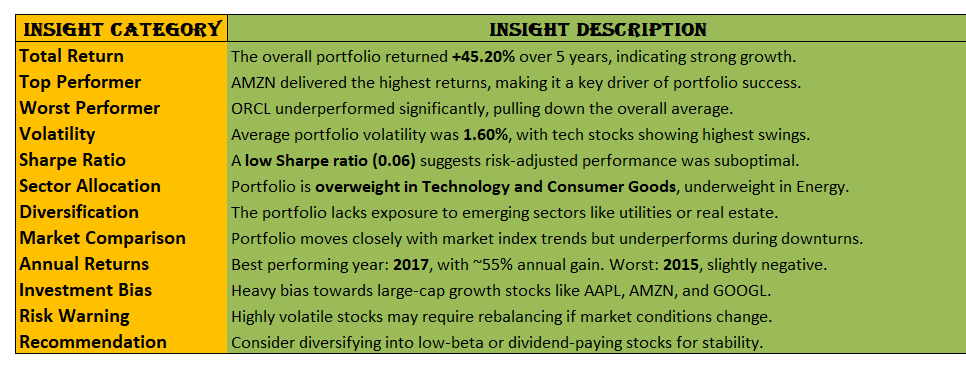 INSIGHT CATEGORY INSIGHT DESCRIPTION
Total Return The overall portfolio returned +45.20% over 5 years, indicating strong growth.
Top Performer AMZN delivered the highest returns, making it a key driver of portfolio success.
Worst Performer ORCL underperformed significantly, pulling down the overall average.
Volatility Average portfolio volatility was 1.60%, with tech stocks showing highest swings.
Sharpe Ratio A low Sharpe ratio (0.06) suggests risk-adjusted performance was suboptimal.
Sector Allocation Portfolio is overweight in Technology and Consumer Goods, underweight in Energy.
Diversification The portfolio lacks exposure to emerging sectors like utilities or real estate.
Market Comparison Portfolio moves closely with market index trends but underperforms during downturns.
Annual Returns Best performing year: 2017, with ~55% annual gain. Worst: 2015, slightly negative.
Investment Bias Heavy bias towards large-cap growth stocks like AAPL, AMZN, and GOOGL.
Risk Warning Highly volatile stocks may require rebalancing if market conditions change.
Recommendation Consider diversifying into low-beta or dividend-paying stocks for stability.